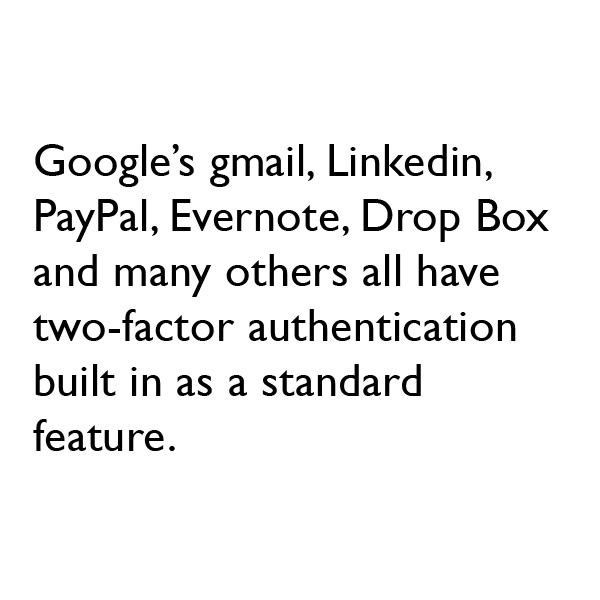 Google’s gmail, Linkedin,
PayPal, Evernote, Drop Box
and many others all have
two-factor authentication
built in as a standard
feature.